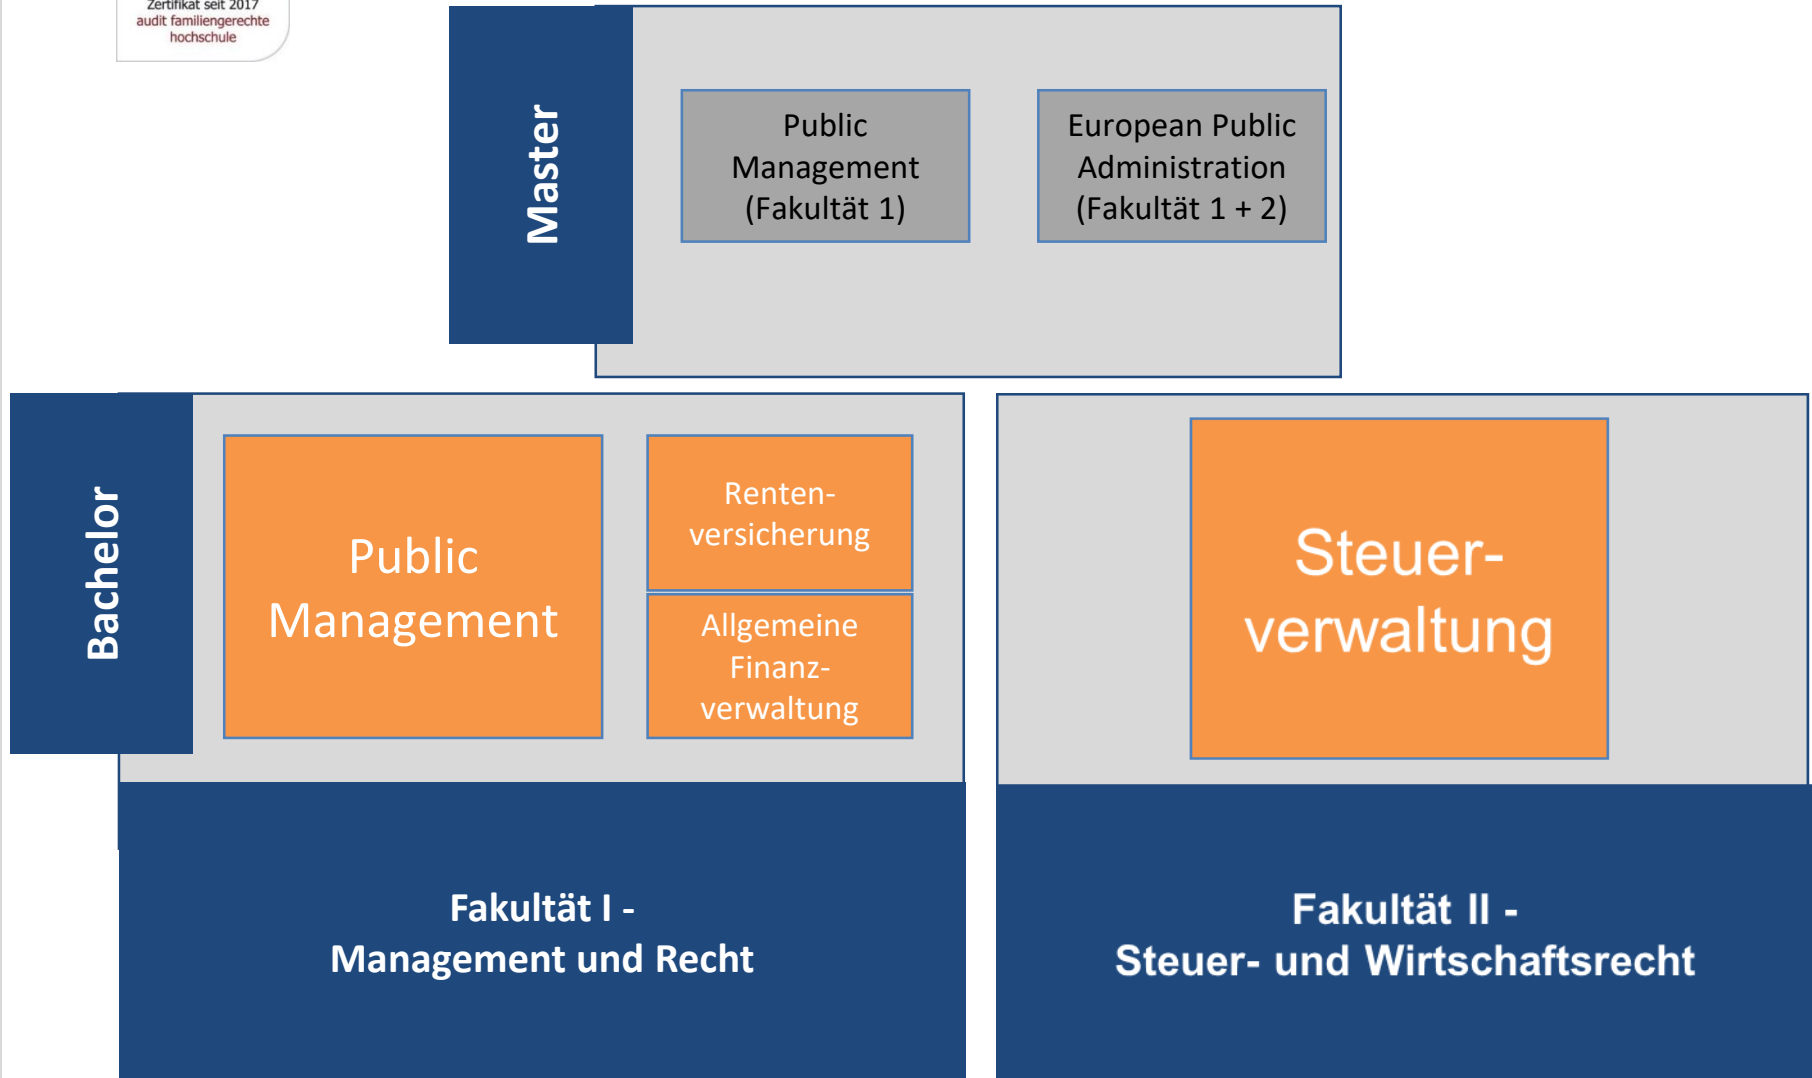 Zertifikat seit 2017
audit familiengerechte
hochschule
Master
Public
Management
(Fakultät 1)
European Public
Administration
(Fakultät 1 + 2)
Bachelor
Public
Management
Renten-
versicherung
Allgemeine
Finanz-
verwaltung
Steuer-
verwaltung
Fakultät I -
Management und Recht
Fakultät II -
Steuer- und Wirtschaftsrecht